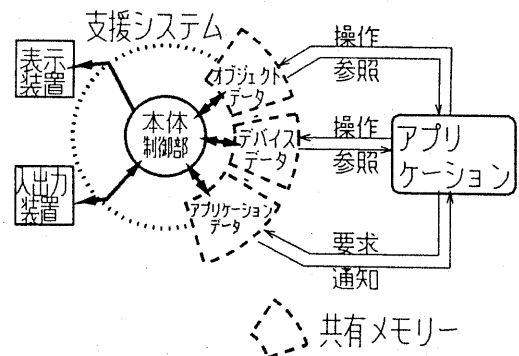 支援システム
表示
装置
本体
制御部
入出力
装置
オブジェクト
データ
デバイス
データ
アプリケーション
データ
操作
参照
操作
参照
アプリ
ケーション
要求
通知
共有メモリー